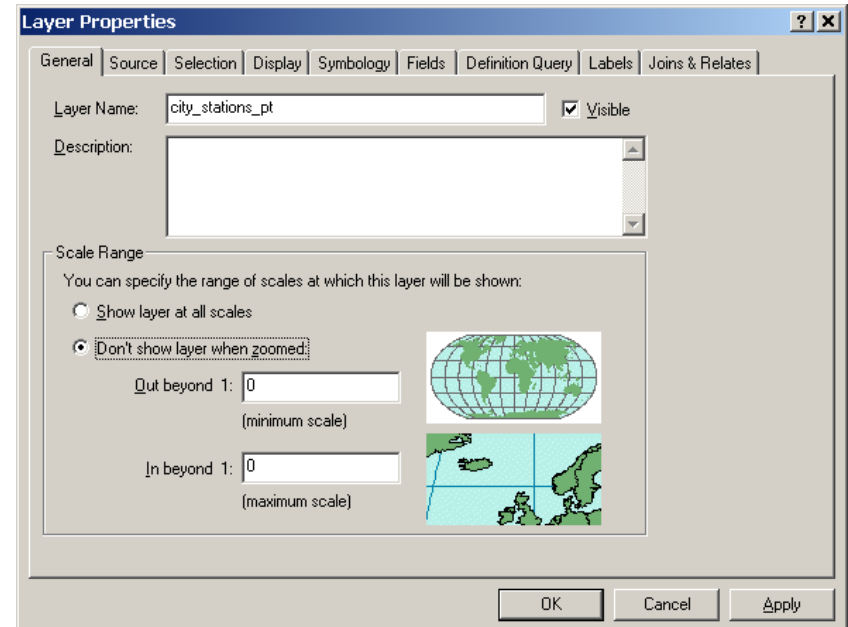 Layer Properties
General Source Selection Display Symbology Fields Definition Query Labels Joins & Relates
Layer Name: city_stations_pt Visible
Description:
Scale Range
You can specify the range of scales at which this layer will be shown:
Show layer at all scales
Don't show layer when zoomed:
Out beyond 1: 0
(minimum scale)
In beyond 1: 0
(maximum scale)
OK Cancel Apply